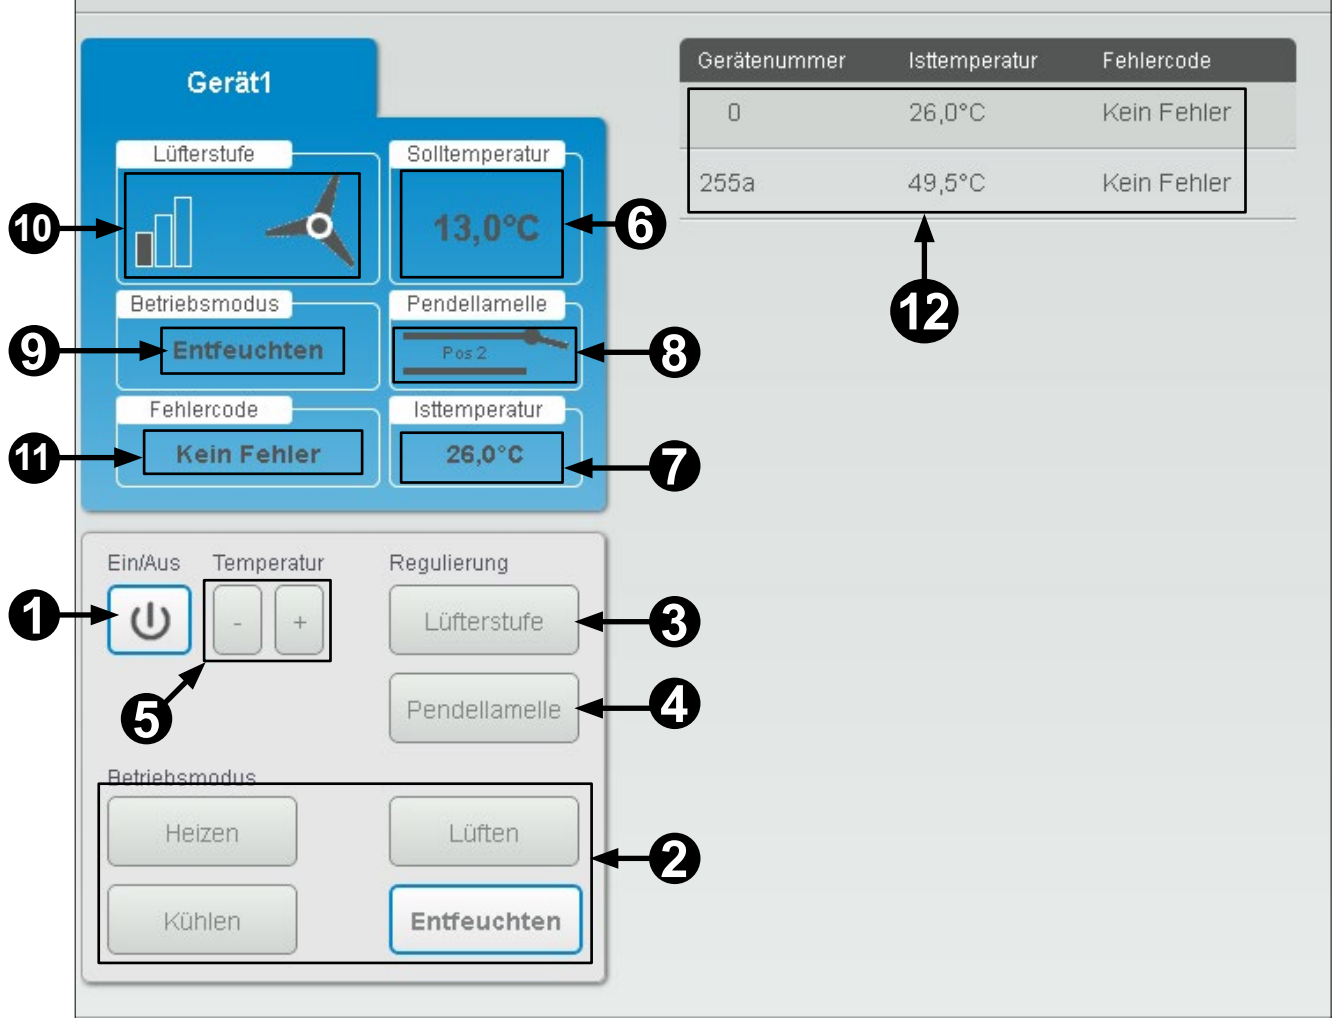 Gerät1
Lüfterstufe
Solltemperatur
10
13,0°C
6
Betriebsmodus
Pendellamelle
9
Entfeuchten
Pos 2
8
Fehlercode
Isttemperatur
11
Kein Fehler
26,0°C
7
Gerätenummer Isttemperatur Fehlercode
0 26,0°C Kein Fehler
255a 49,5°C Kein Fehler
12
Ein/Aus Temperatur Regulierung
1
- +
Lüfterstufe
3
5
Pendellamelle
4
Betriebsmodus
Heizen Lüften
2
Kühlen Entfeuchten